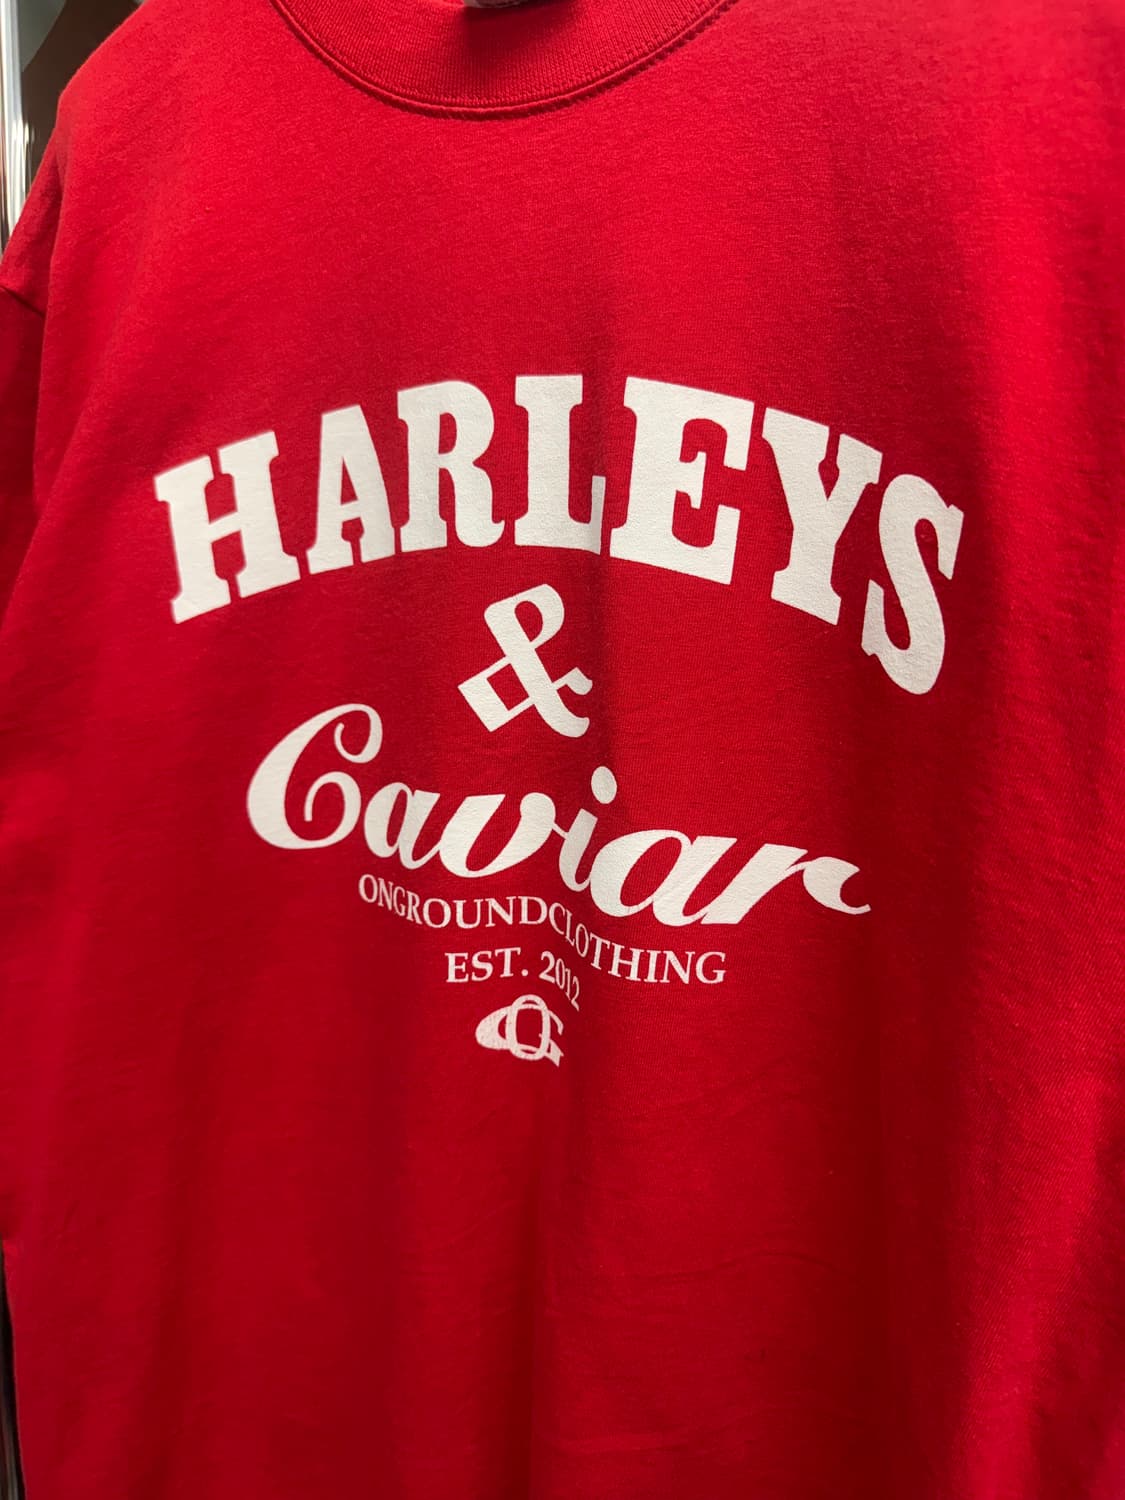 HARLEYS
&
Caviar
ONGROUNDCLOTHING
EST. 2012
OG